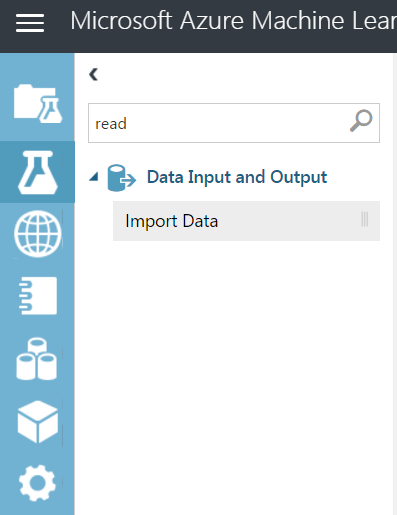 Microsoft Azure Machine Lear
read
Data Input and Output
Import Data